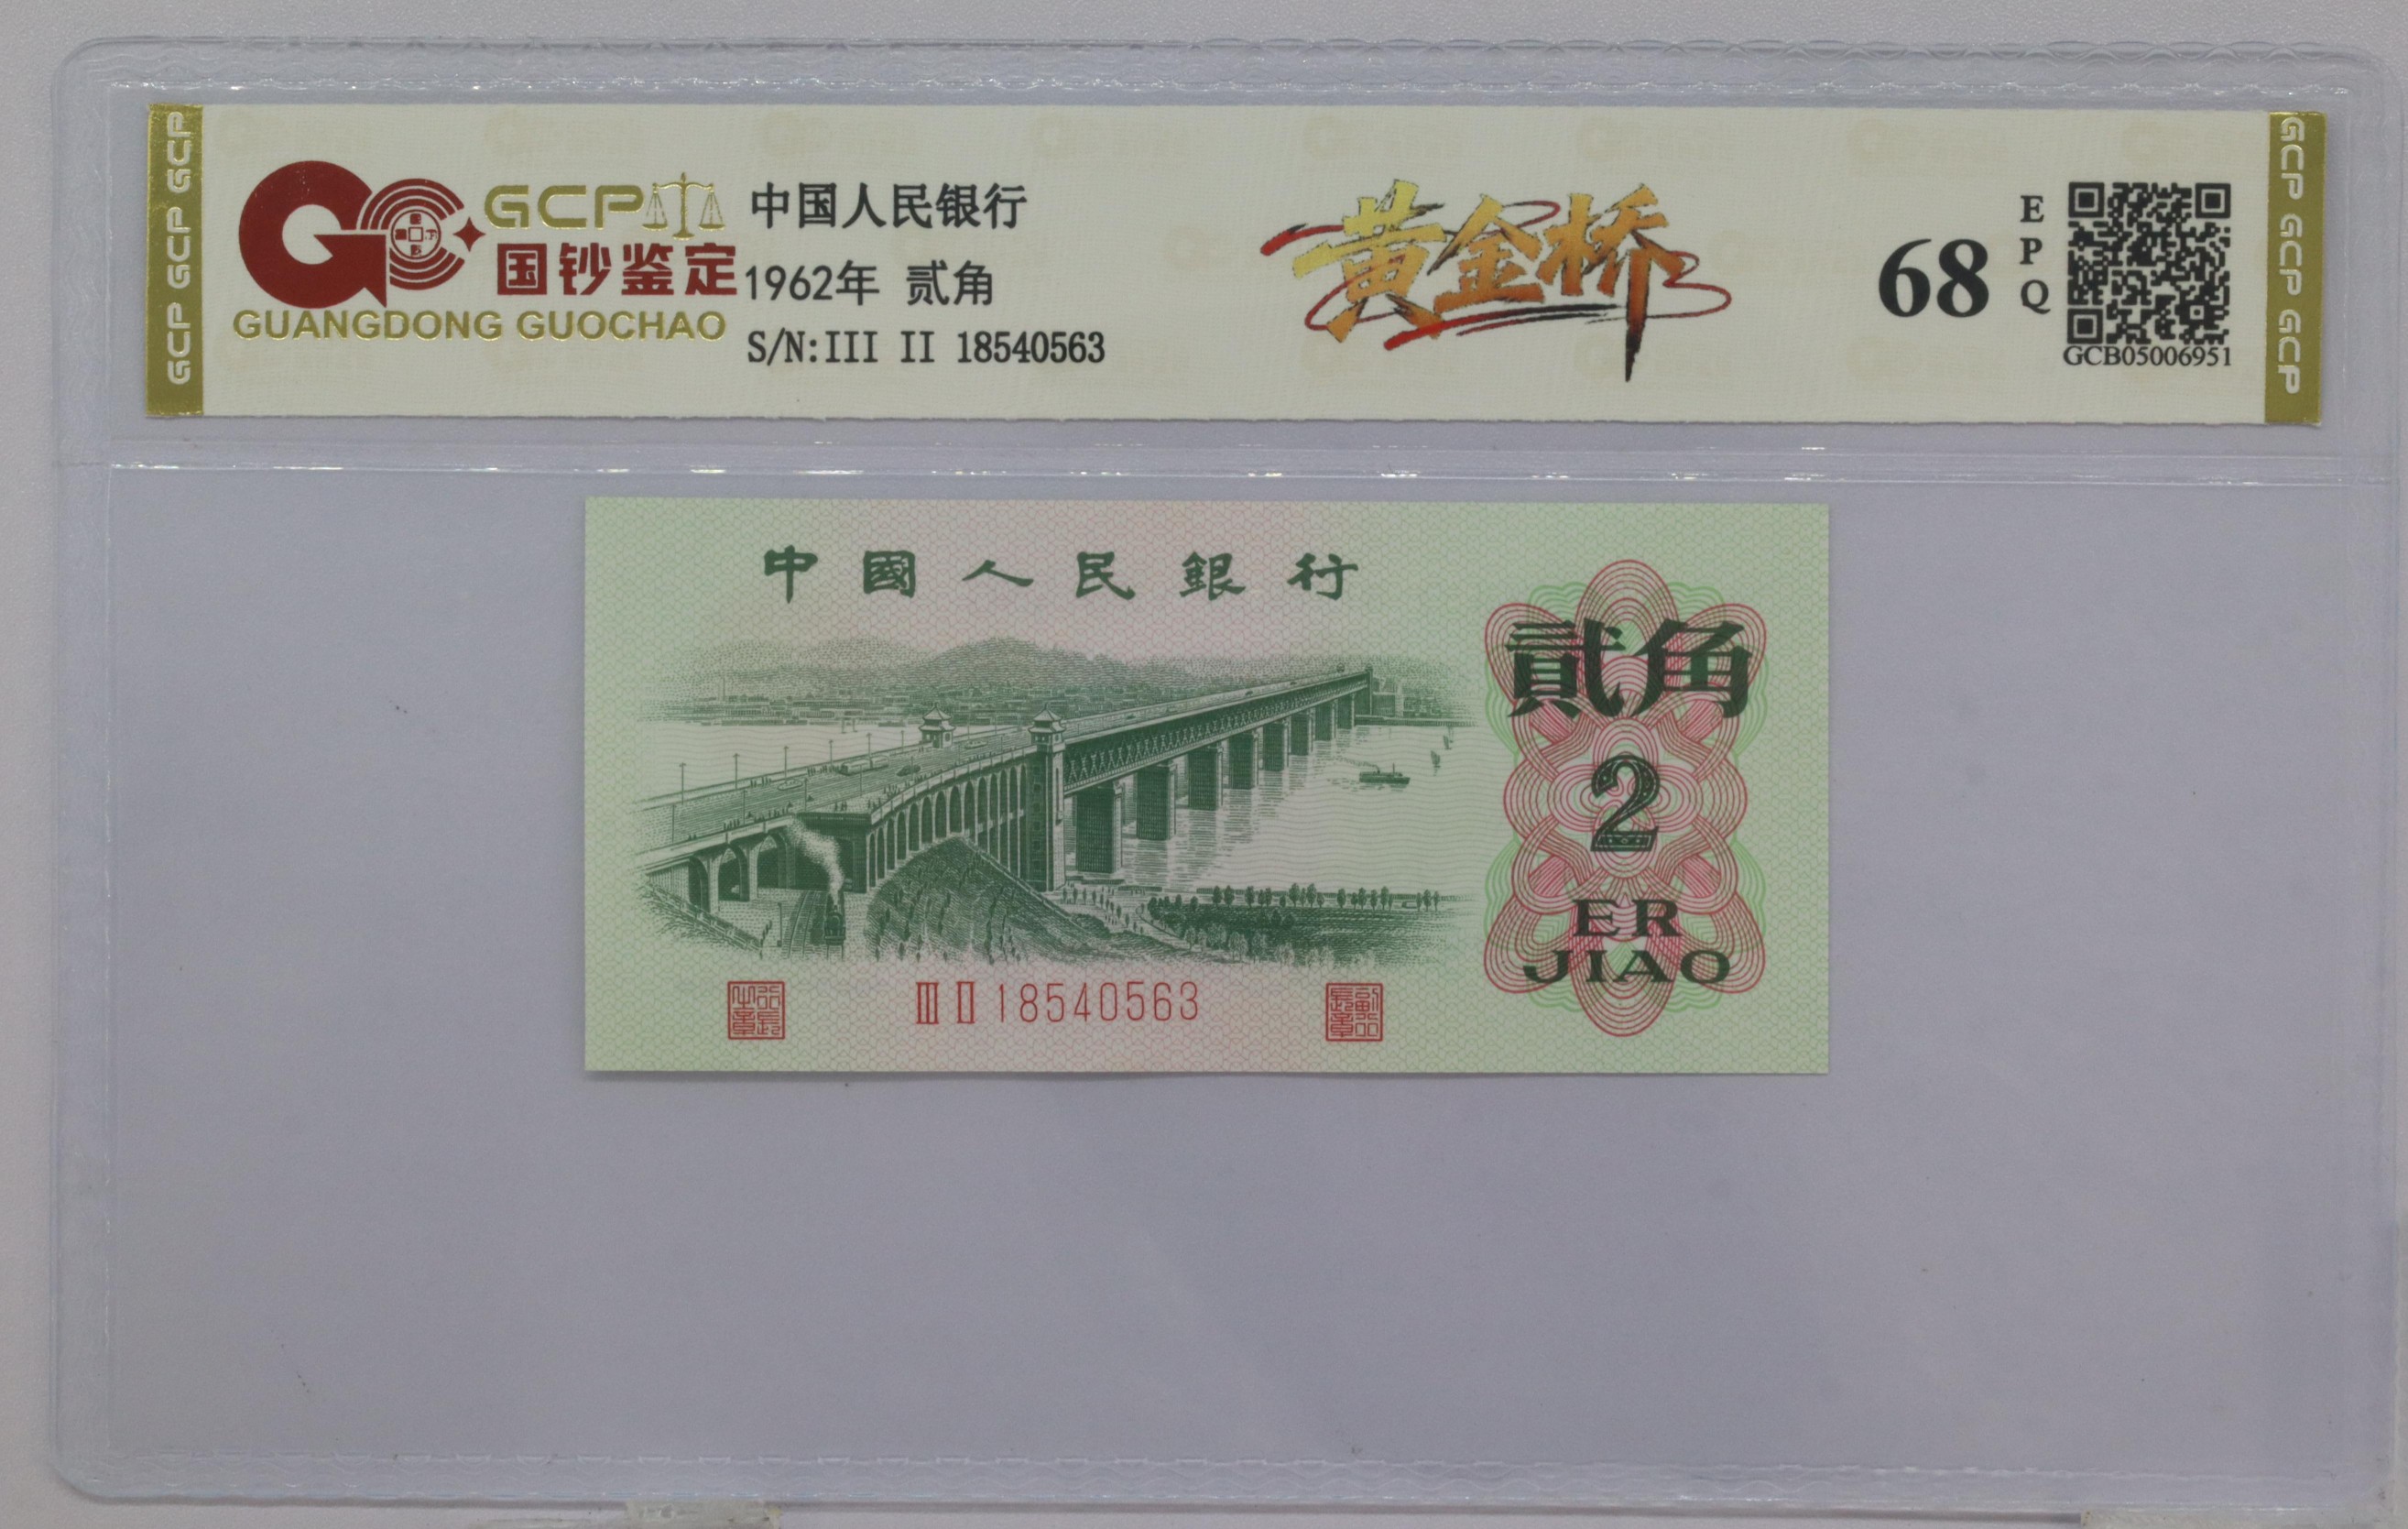 GCP GCP GCP
GCP
国钞鉴定
GUANGDONG GUOCHAO
中国人民银行
1962年 贰角
S/N:III II 18540563
黄金桥
68
EPQ
GCB05006951
GCP GCP GCP
中國人民銀行
貳角
2
ER
JIAO
III II 18540563